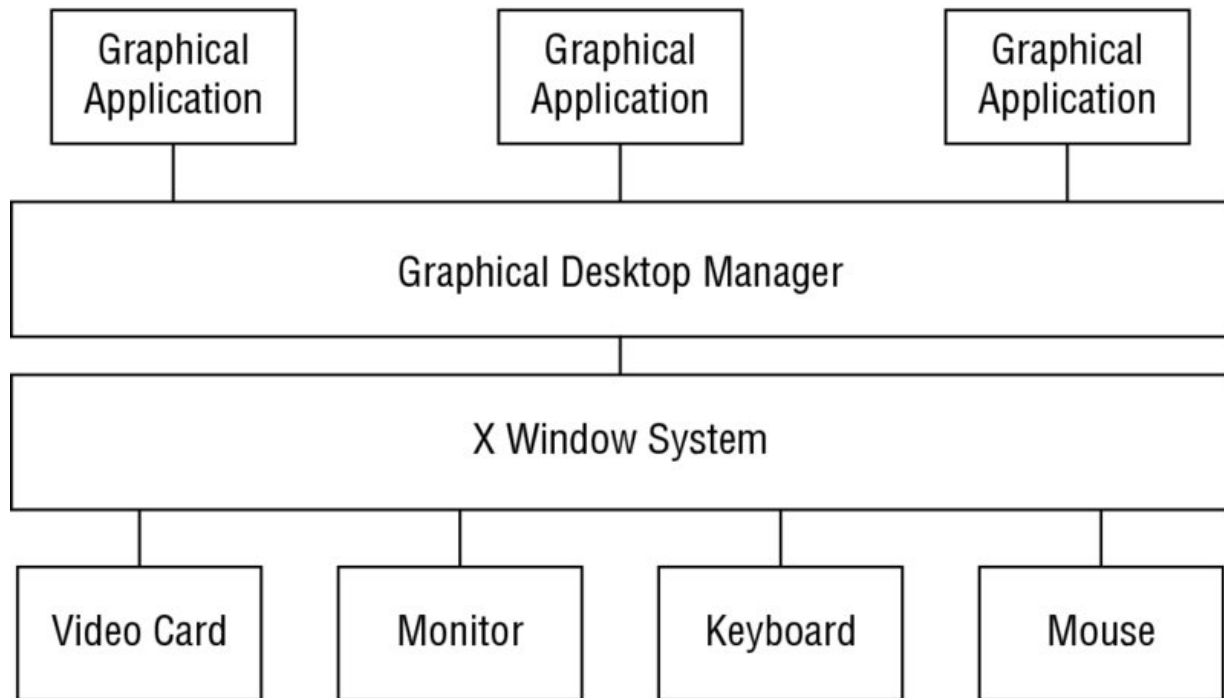 Graphical
Application
Graphical
Application
Graphical
Application
Graphical Desktop Manager
X Window System
Video Card
Monitor
Keyboard
Mouse